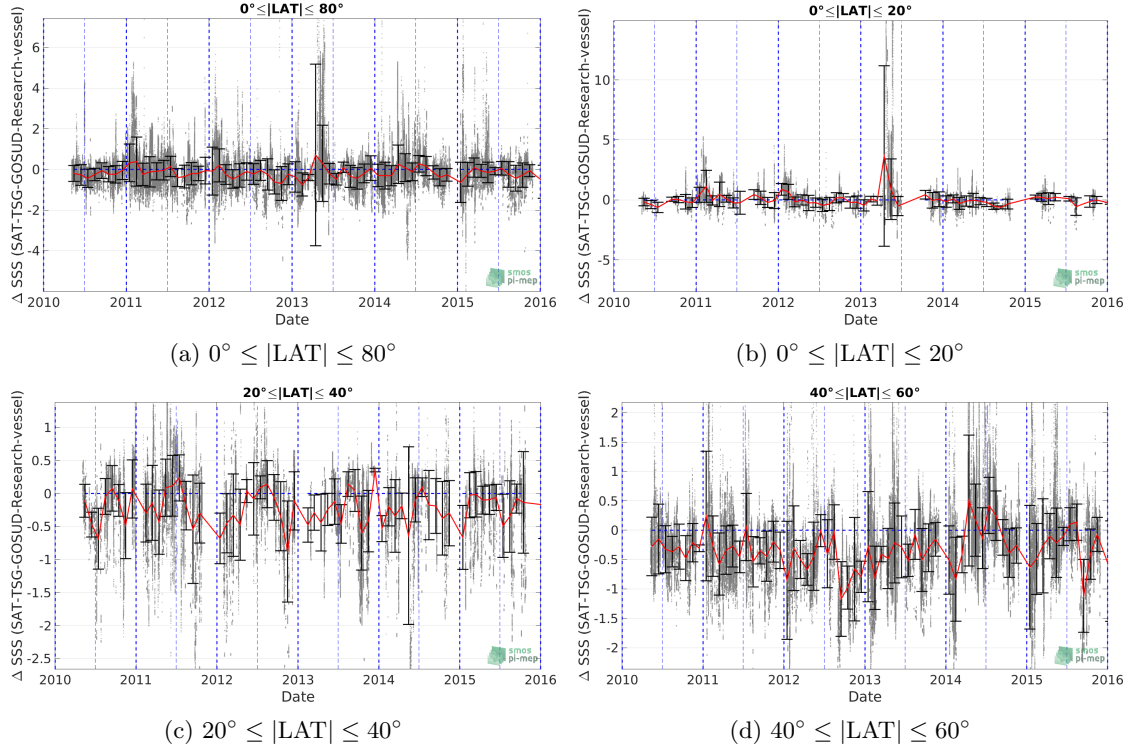 0°≤|LAT|≤ 80°
Δ SSS (SAT-TSG-GOSUD-Research-vessel)
6
4
2
0
-2
-4
2010 2011 2012 2013 2014 2015 2016
Date
smos
pi-mep
(a) 0° ≤ |LAT| ≤ 80°
0°≤|LAT|≤ 20°
Δ SSS (SAT-TSG-GOSUD-Research-vessel)
10
5
0
-5
2010 2011 2012 2013 2014 2015 2016
Date
smos
pi-mep
(b) 0° ≤ |LAT| ≤ 20°
20°≤|LAT|≤ 40°
Δ SSS (SAT-TSG-GOSUD-Research-vessel)
1
0.5
0
-0.5
-1
-1.5
-2
-2.5
2010 2011 2012 2013 2014 2015 2016
Date
smos
pi-mep
(c) 20° ≤ |LAT| ≤ 40°
40°≤|LAT|≤ 60°
Δ SSS (SAT-TSG-GOSUD-Research-vessel)
2
1.5
1
0.5
0
-0.5
-1
-1.5
-2
2010 2011 2012 2013 2014 2015 2016
Date
smos
pi-mep
(d) 40° ≤ |LAT| ≤ 60°